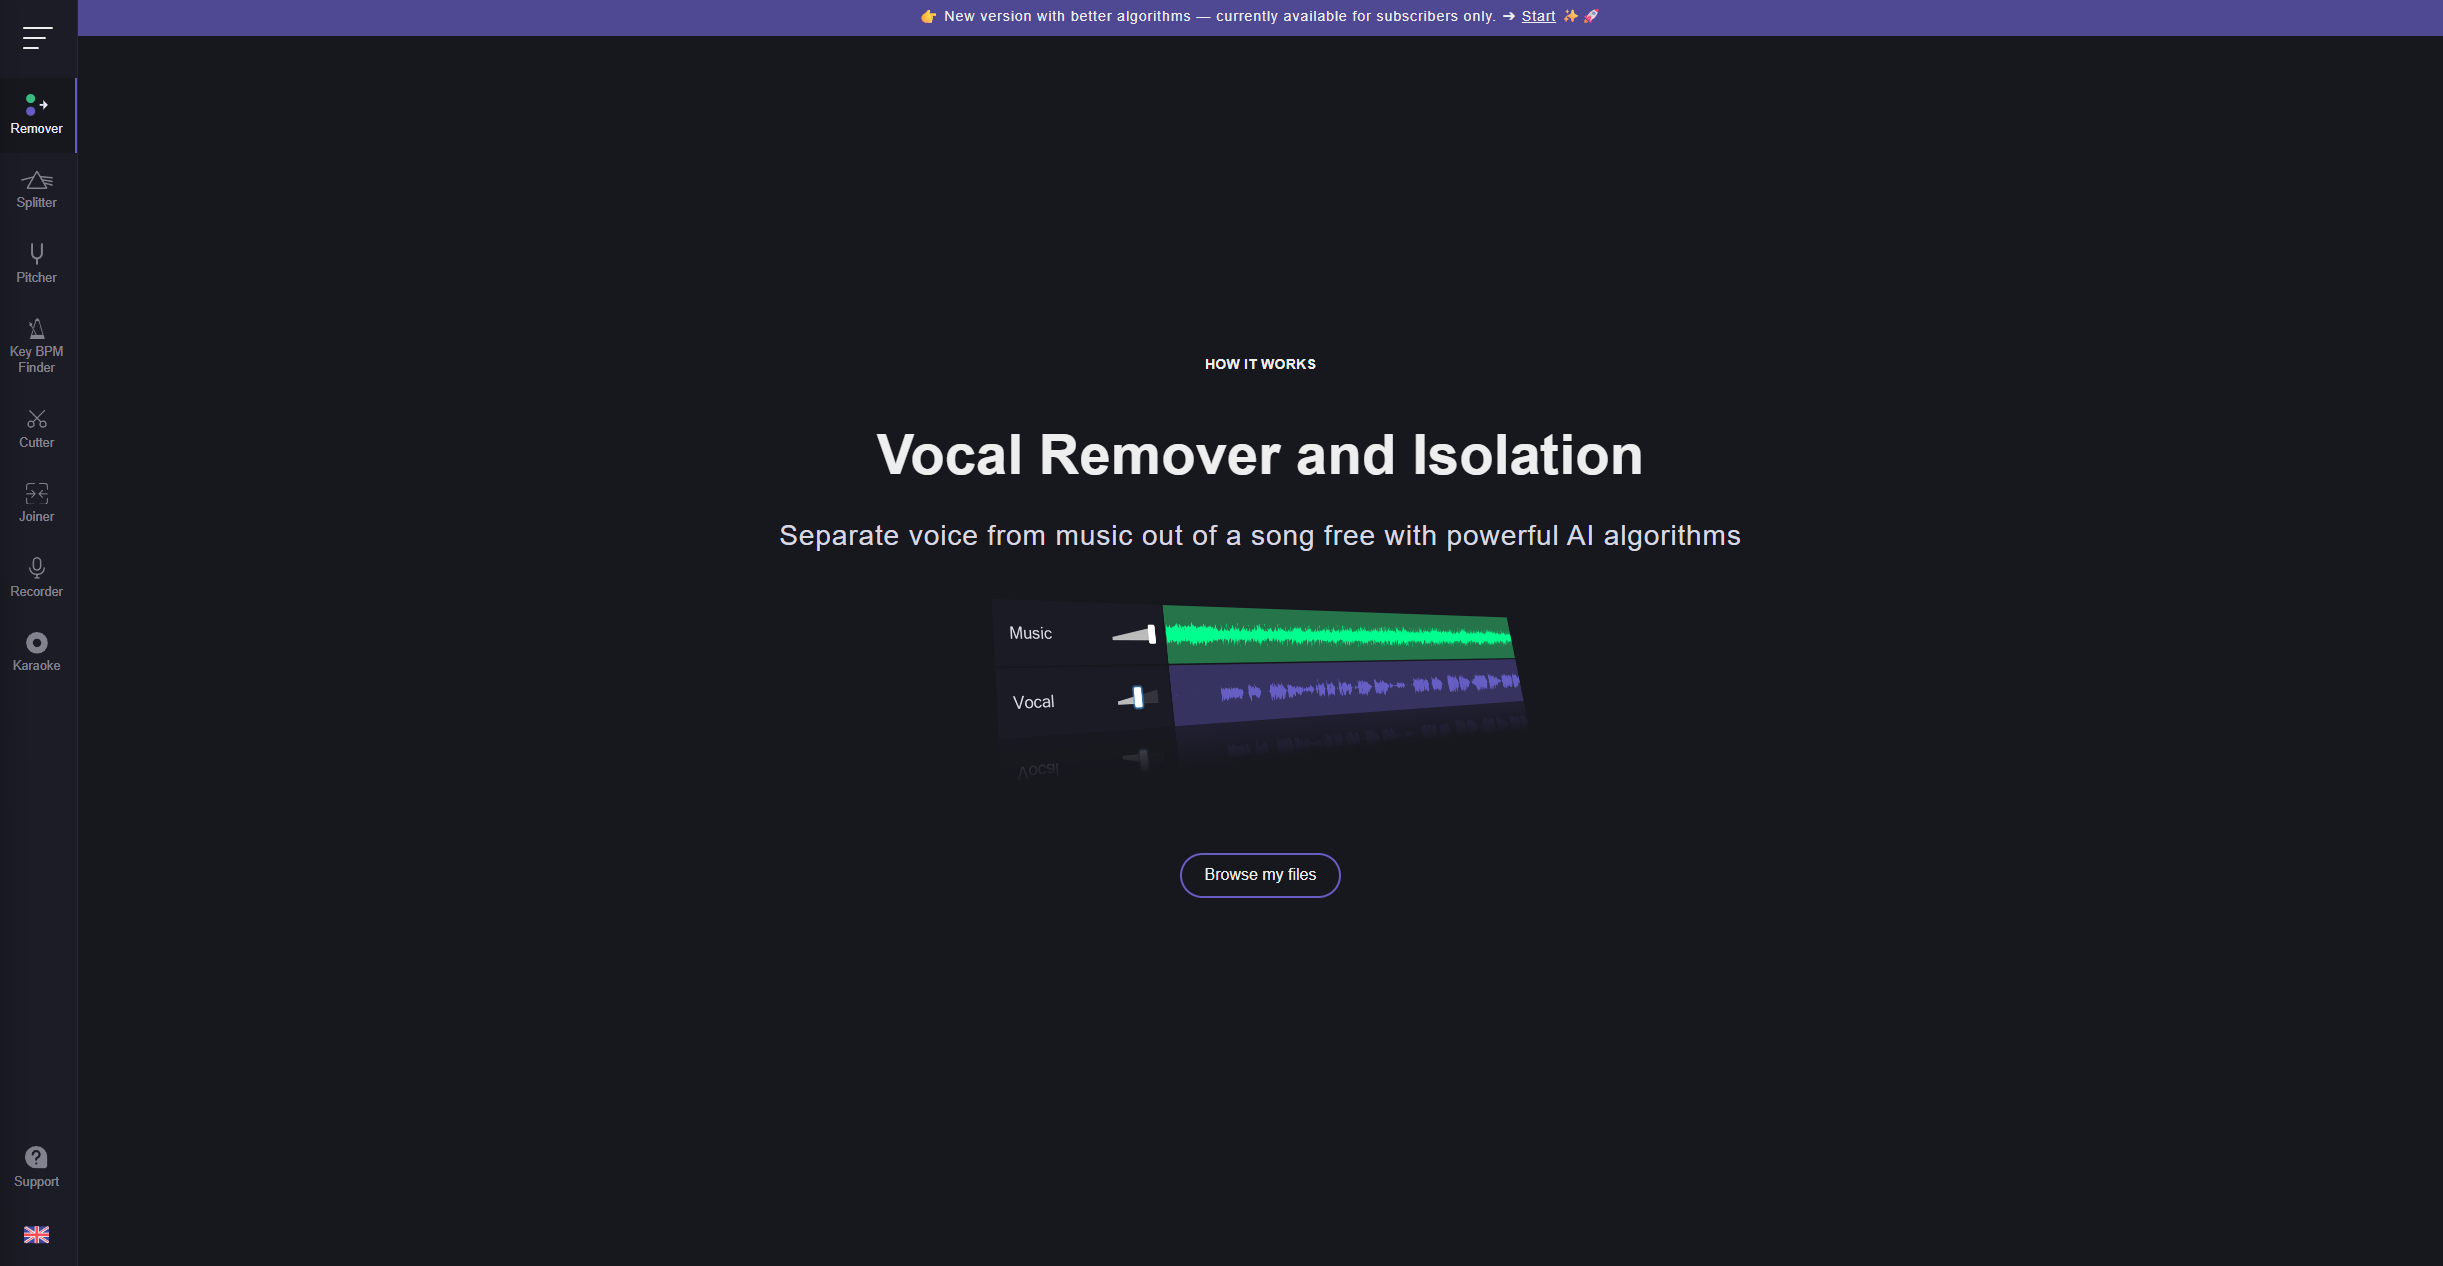 👉 New version with better algorithms — currently available for subscribers only. ➔ Start ✨🚀
Remover
Splitter
Pitcher
Key BPM
Finder
Cutter
Joiner
Recorder
Karaoke
Support
HOW IT WORKS
Vocal Remover and Isolation
Separate voice from music out of a song free with powerful AI algorithms
Music
Vocal
Vocal
Browse my files